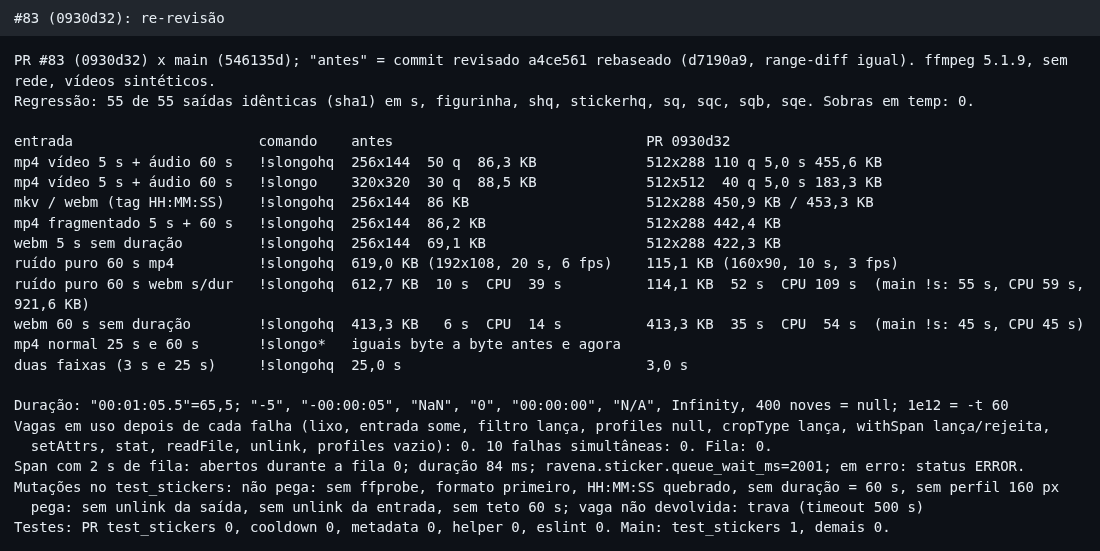 #83 (0930d32): re-revisão
PR #83 (0930d32) x main (546135d); "antes" = commit revisado a4ce561 rebaseado (d7190a9, range-diff igual). ffmpeg 5.1.9, sem
rede, vídeos sintéticos.
Regressão: 55 de 55 saídas idênticas (sha1) em s, figurinha, shq, stickerhq, sq, sqc, sqb, sqe. Sobras em temp: 0.
entrada comando antes PR 0930d32
mp4 vídeo 5 s + áudio 60 s !slongohq 256x144 50 q 86,3 KB 512x288 110 q 5,0 s 455,6 KB
mp4 vídeo 5 s + áudio 60 s !slongo 320x320 30 q 88,5 KB 512x512 40 q 5,0 s 183,3 KB
mkv / webm (tag HH:MM:SS) !slongohq 256x144 86 KB 512x288 450,9 KB / 453,3 KB
mp4 fragmentado 5 s + 60 s !slongohq 256x144 86,2 KB 512x288 442,4 KB
webm 5 s sem duração !slongohq 256x144 69,1 KB 512x288 422,3 KB
ruído puro 60 s mp4 !slongohq 619,0 KB (192x108, 20 s, 6 fps) 115,1 KB (160x90, 10 s, 3 fps)
ruído puro 60 s webm s/dur !slongohq 612,7 KB 10 s CPU 39 s 114,1 KB 52 s CPU 109 s (main !s: 55 s, CPU 59 s,
921,6 KB)
webm 60 s sem duração !slongohq 413,3 KB 6 s CPU 14 s 413,3 KB 35 s CPU 54 s (main !s: 45 s, CPU 45 s)
mp4 normal 25 s e 60 s !slongo* iguais byte a byte antes e agora
duas faixas (3 s e 25 s) !slongohq 25,0 s 3,0 s
Duração: "00:01:05.5"=65,5; "-5", "-00:00:05", "NaN", "0", "00:00:00", "N/A", Infinity, 400 noves = null; 1e12 = -t 60
Vagas em uso depois de cada falha (lixo, entrada some, filtro lança, profiles null, cropType lança, withSpan lança/rejeita,
setAttrs, stat, readFile, unlink, profiles vazio): 0. 10 falhas simultâneas: 0. Fila: 0.
Span com 2 s de fila: abertos durante a fila 0; duração 84 ms; ravena.sticker.queue_wait_ms=2001; em erro: status ERROR.
Mutações no test_stickers: não pega: sem ffprobe, formato primeiro, HH:MM:SS quebrado, sem duração = 60 s, sem perfil 160 px
pega: sem unlink da saída, sem unlink da entrada, sem teto 60 s; vaga não devolvida: trava (timeout 500 s)
Testes: PR test_stickers 0, cooldown 0, metadata 0, helper 0, eslint 0. Main: test_stickers 1, demais 0.